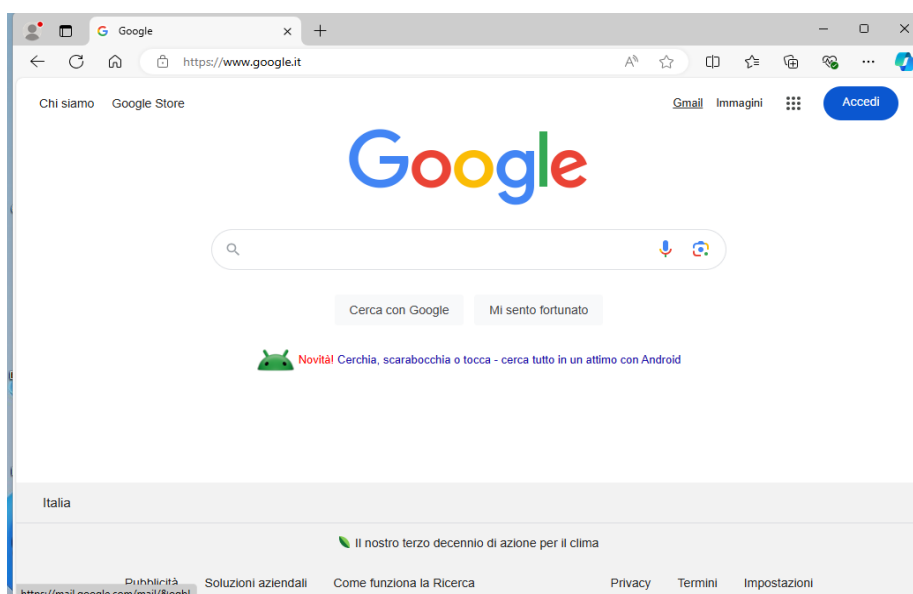 Google
https://www.google.it
Chi siamo Google Store Gmail Immagini Accedi
Google
Cerca con Google Mi sento fortunato
Novità! Cerchia, scarabocchia o tocca - cerca tutto in un attimo con Android
Italia
Il nostro terzo decennio di azione per il clima
Pubblicità Soluzioni aziendali Come funziona la Ricerca Privacy Termini Impostazioni